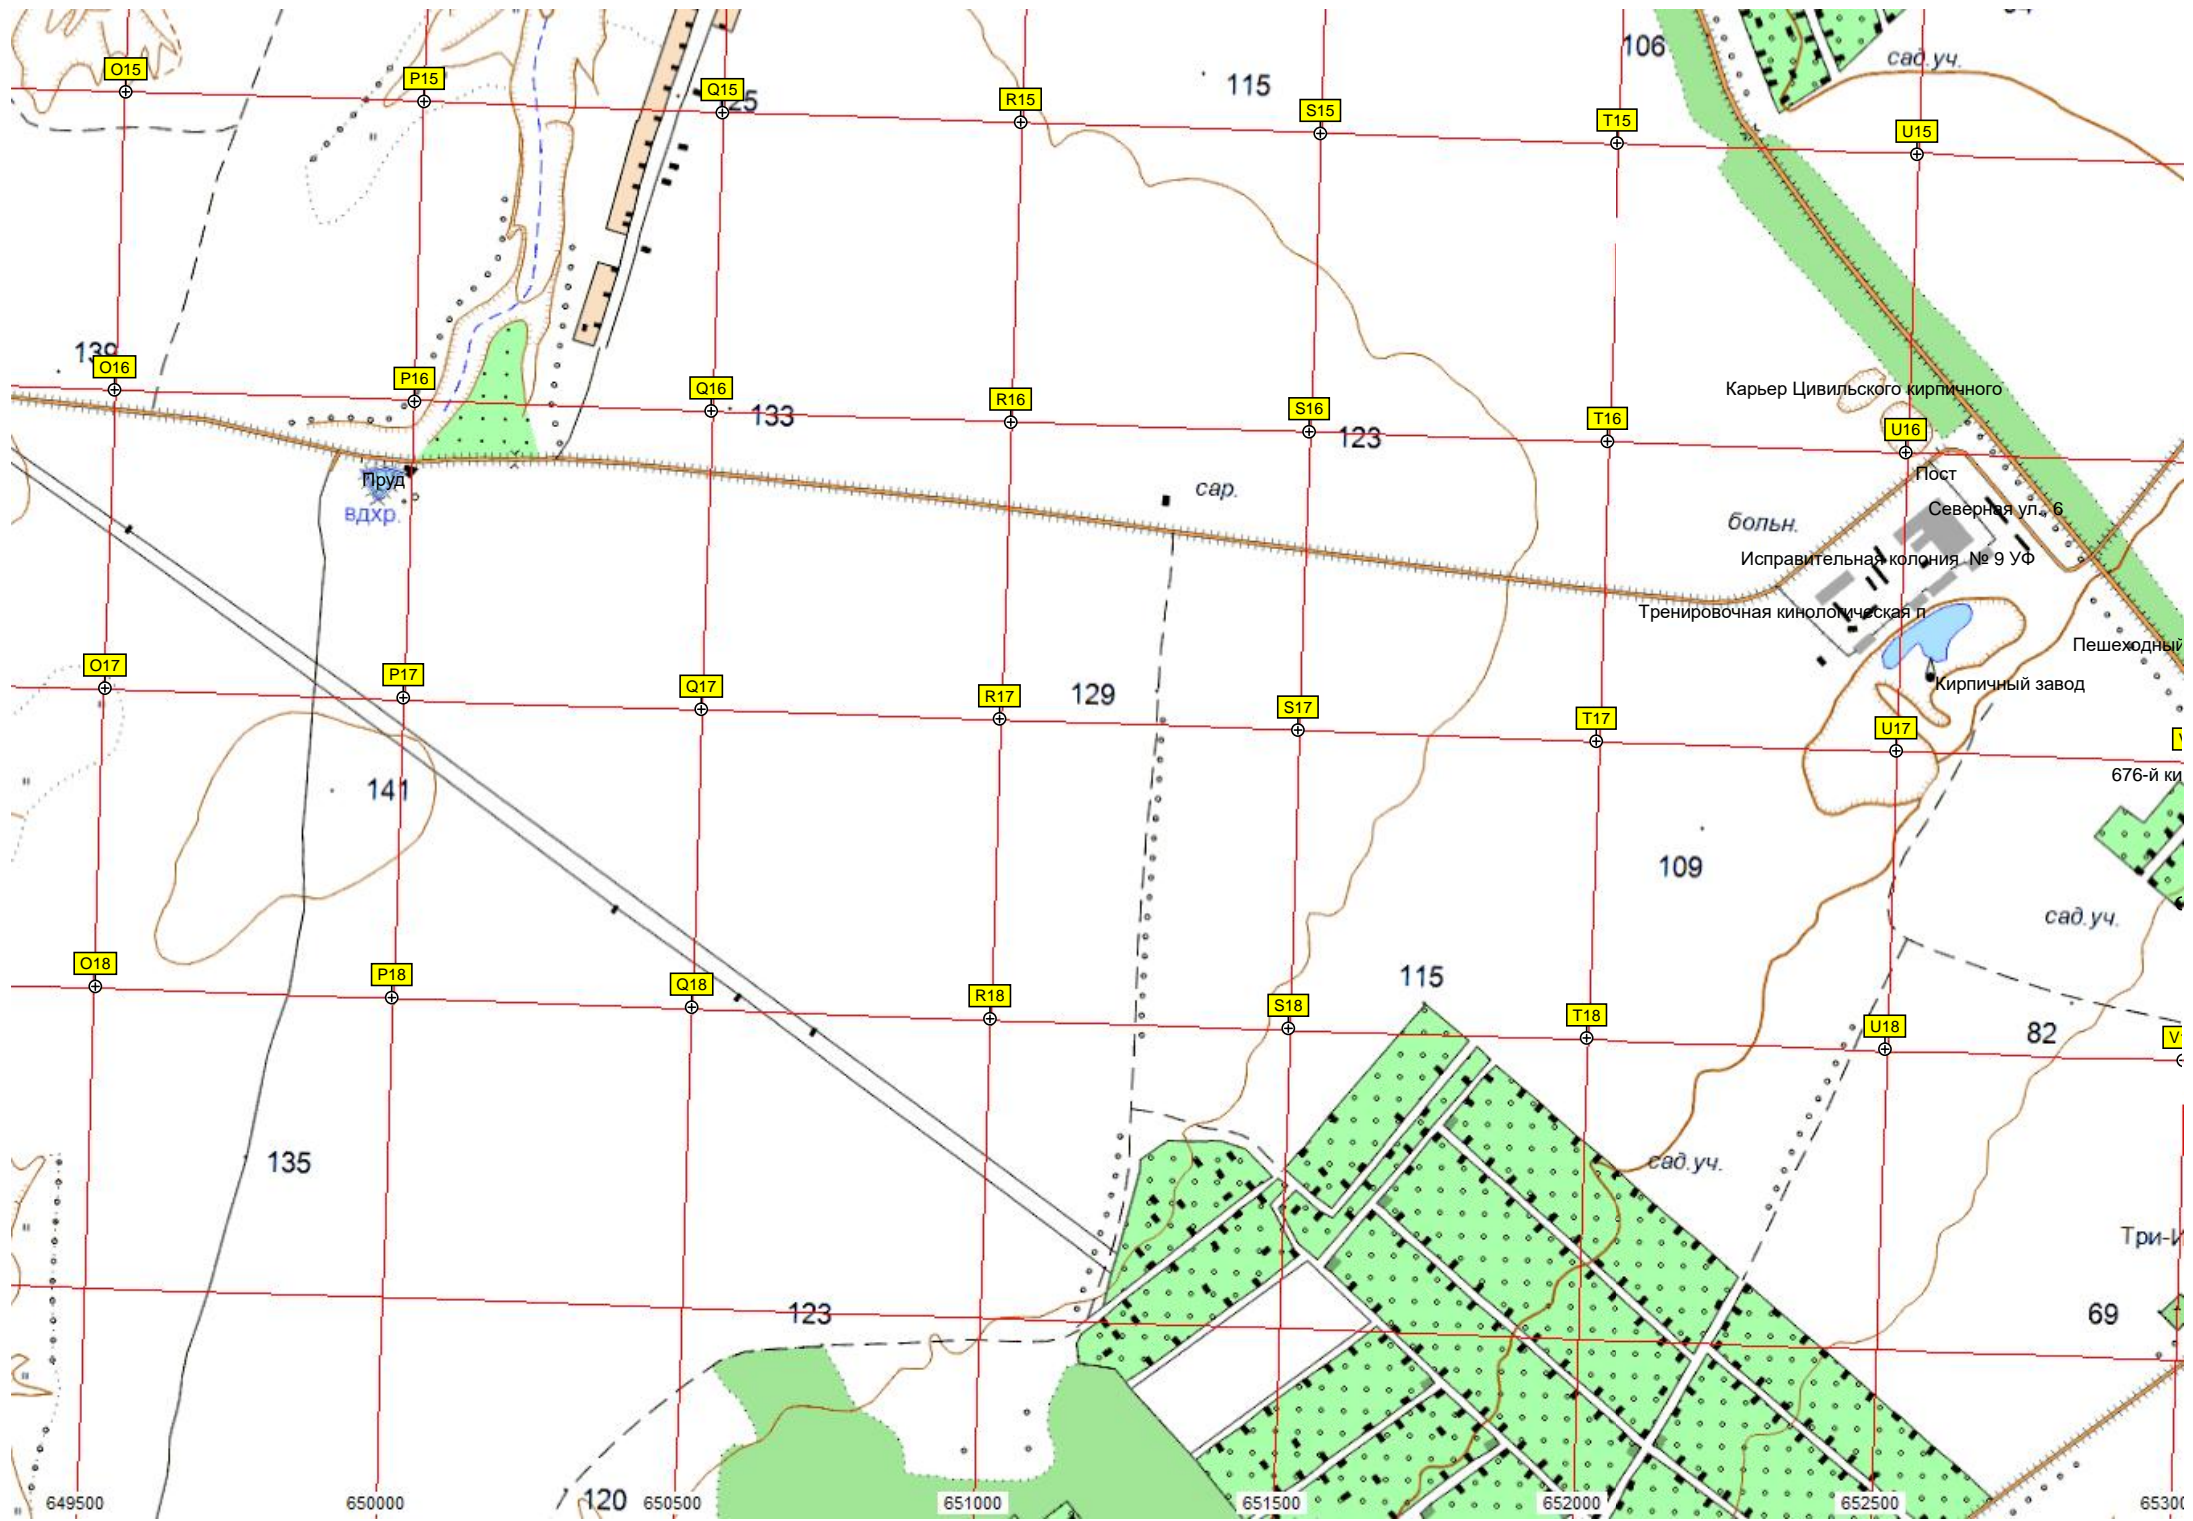 106
сад.уч.
O15
P15
Q15
25
R15
115
S15
T15
U15
139
O16
P16
Q16
133
R16
S16
123
T16
Карьер Цивильского кирпичного
U16
Пруд
вдхр.
сар.
больн.
Пост
Северная ул., 6
Исправительная колония № 9 УФ
Тренировочная кинологическая п
Пешеходный
Кирпичный завод
O17
P17
Q17
R17
129
S17
T17
U17
141
676-й ки
109
сад.уч.
O18
P18
Q18
R18
S18
115
T18
U18
82
V
135
сад.уч.
Три-И
123
69
120
649500
650000
650500
651000
651500
652000
652500
65300